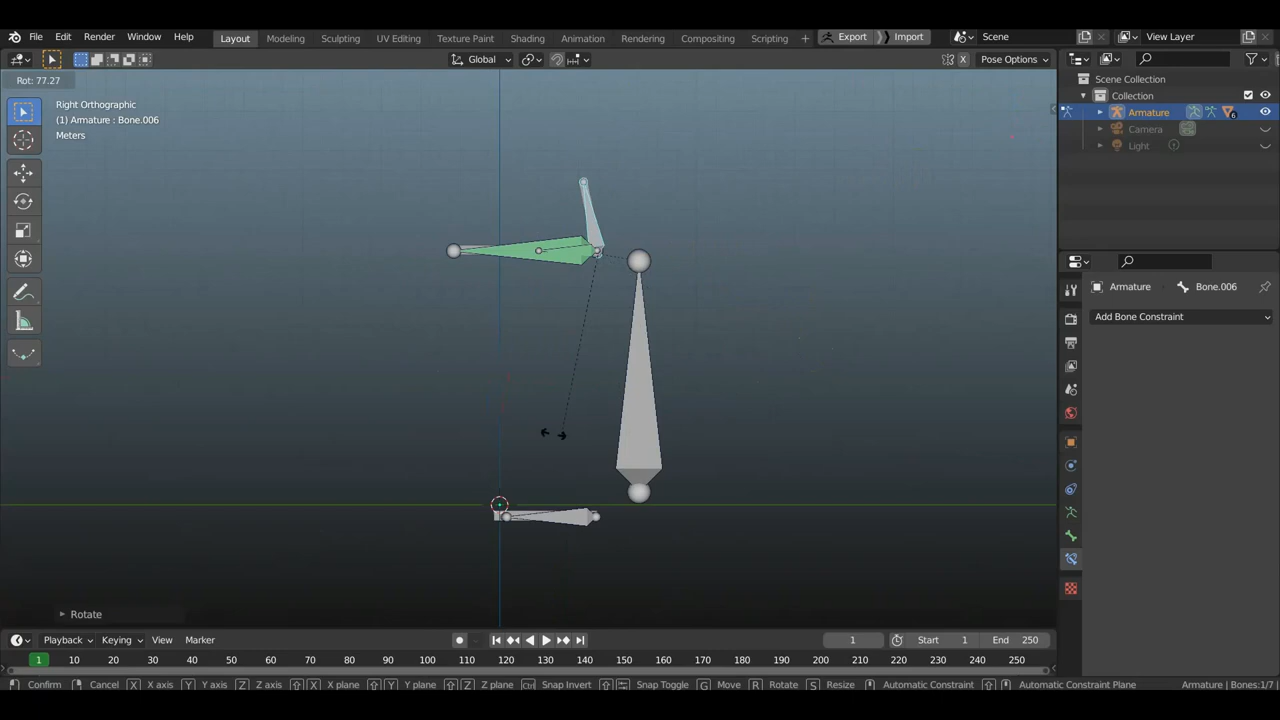 File Edit Render Window Help Layout Modeling Sculpting UV Editing Texture Paint Shading Animation Rendering Compositing Scripting + Export Import Scene View Layer
Global X Pose Options
Rot: 77.27
Right Orthographic
(1) Armature : Bone.006
Meters
Scene Collection
Collection
Armature 6
Camera
Light
Armature Bone.006
Add Bone Constraint
Rotate
Playback Keying View Marker 1 Start 1 End 250
1 10 20 30 40 50 60 70 80 90 100 110 120 130 140 150 160 170 180 190 200 210 220 230 240 250
Confirm Cancel X X axis Y Y axis Z Z axis X X plane Y Y plane Z Z plane Ctrl Snap Invert Snap Toggle G Move R Rotate S Resize Automatic Constraint Automatic Constraint Plane Armature | Bones:1/7